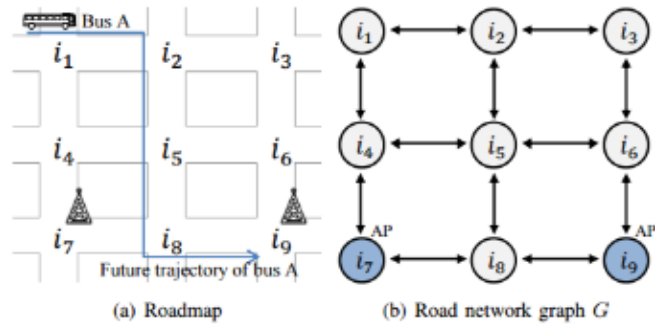 Bus A
i1 i2 i3
i4 i5 i6
i7 i8 i9
Future trajectory of bus A
(a) Roadmap
i1 i2 i3
i4 i5 i6
AP AP
i7 i8 i9
(b) Road network graph G